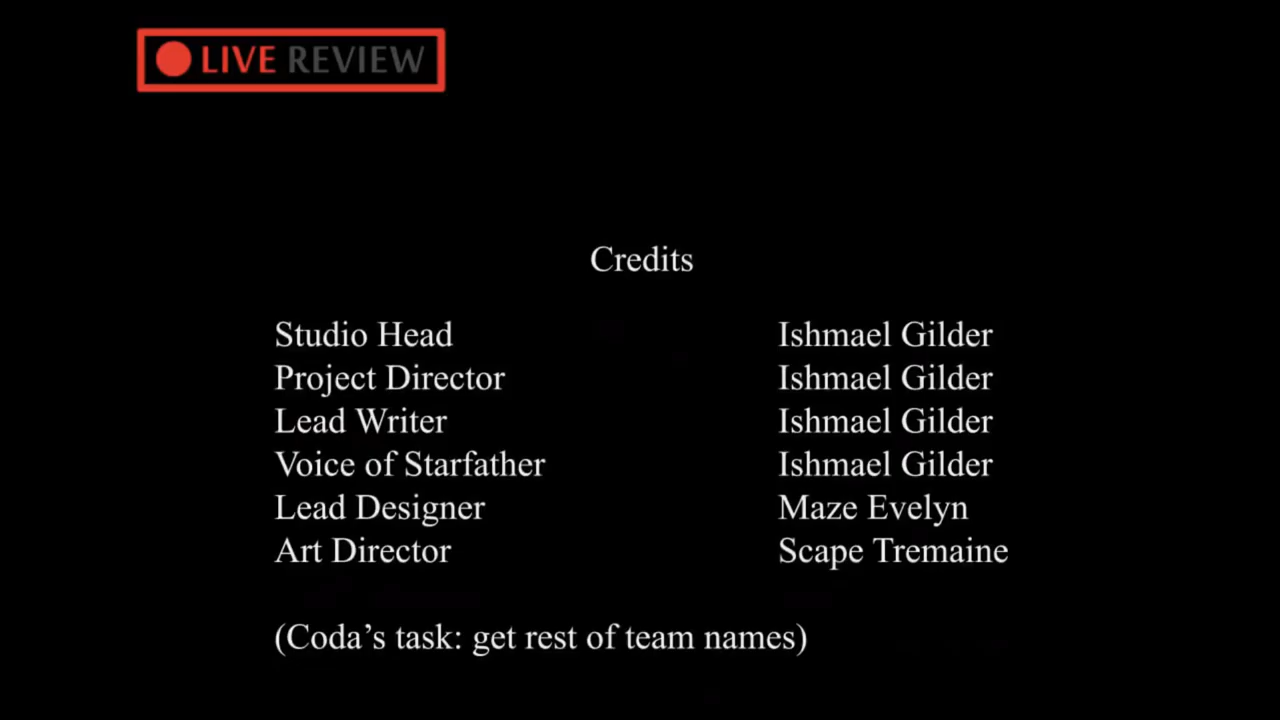 LIVE REVIEW
Credits
Studio Head Ishmael Gilder
Project Director Ishmael Gilder
Lead Writer Ishmael Gilder
Voice of Starfather Ishmael Gilder
Lead Designer Maze Evelyn
Art Director Scape Tremaine
(Coda’s task: get rest of team names)